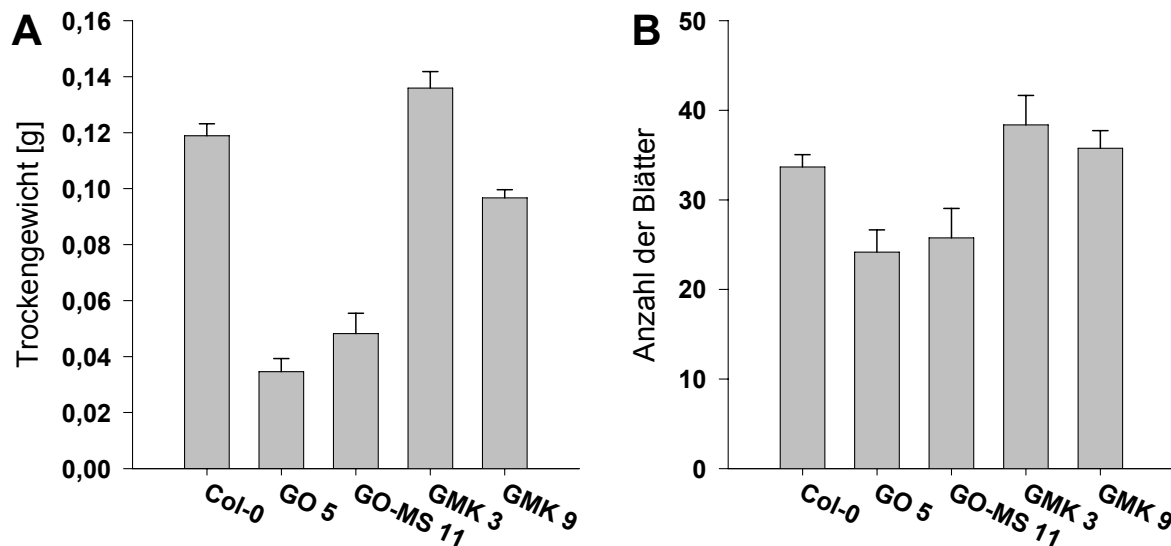 A
Trockengewicht [g]
0,16
0,14
0,12
0,10
0,08
0,06
0,04
0,02
0,00
Col-0
GO 5
GO-MS 11
GMK 3
GMK 9
B
Anzahl der Blätter
50
40
30
20
10
0
Col-0
GO 5
GO-MS 11
GMK 3
GMK 9